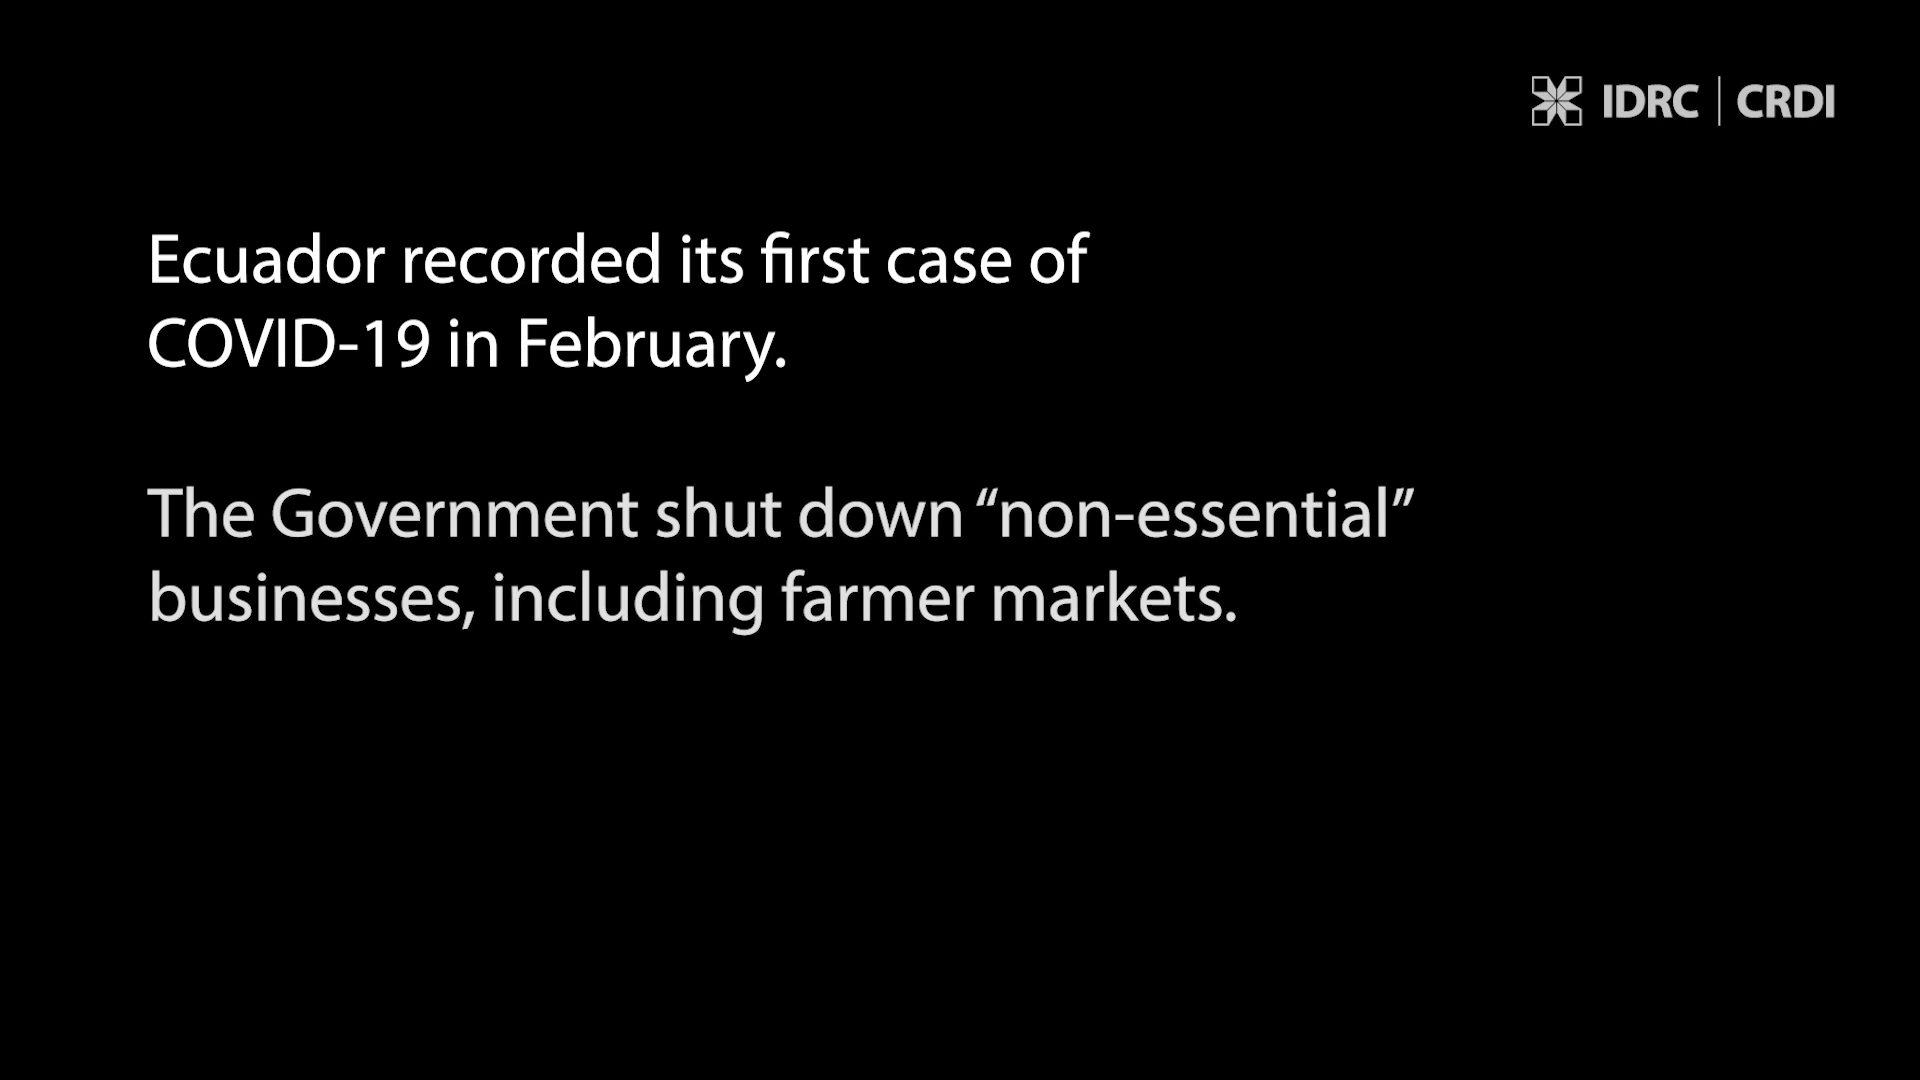 IDRC | CRDI
Ecuador recorded its first case of
COVID-19 in February.
The Government shut down “non-essential”
businesses, including farmer markets.